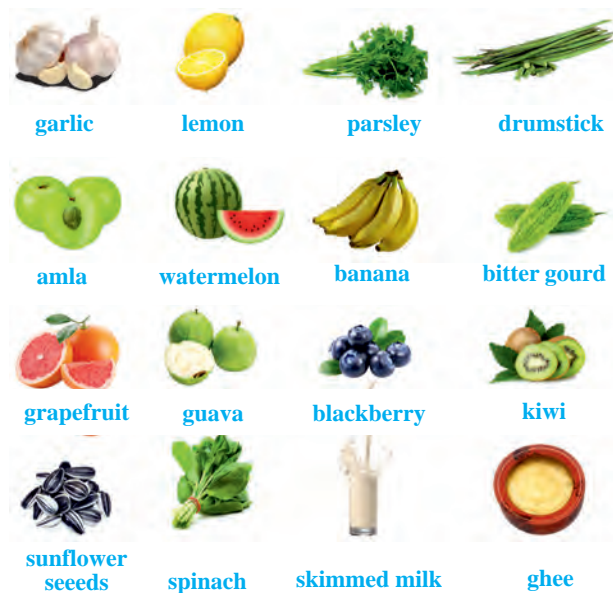 garlic lemon parsley drumstick
amla watermelon banana bitter gourd
grapefruit guava blackberry kiwi
sunflower
seeeds spinach skimmed milk ghee